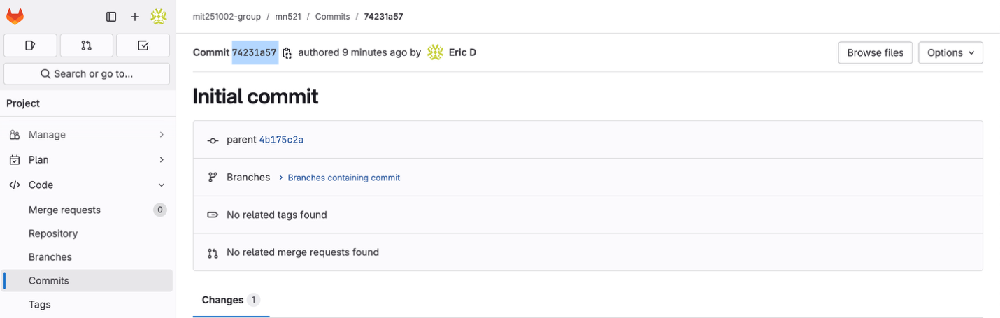 mit251002-group / mn521 / Commits / 74231a57
Commit 74231a57 authored 9 minutes ago by Eric D
Browse files
Options
Search or go to...
Initial commit
Project
Manage
parent 4b175c2a
Plan
Branches > Branches containing commit
Code
Merge requests 0
No related tags found
Repository
No related merge requests found
Branches
Commits
Changes 1
Tags